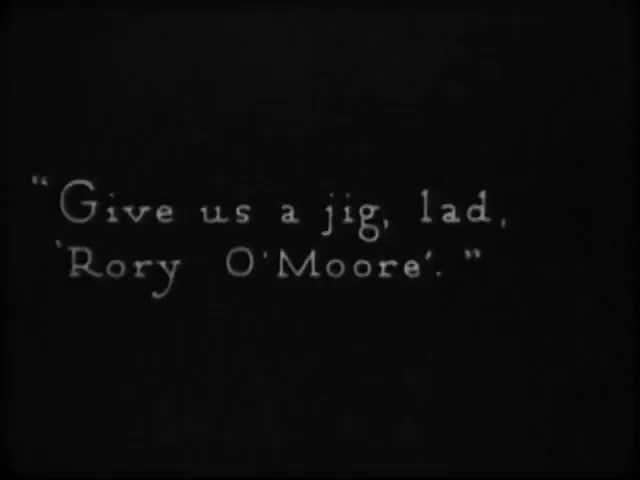 “Give us a jig, lad,
‘Rory O'Moore’.”